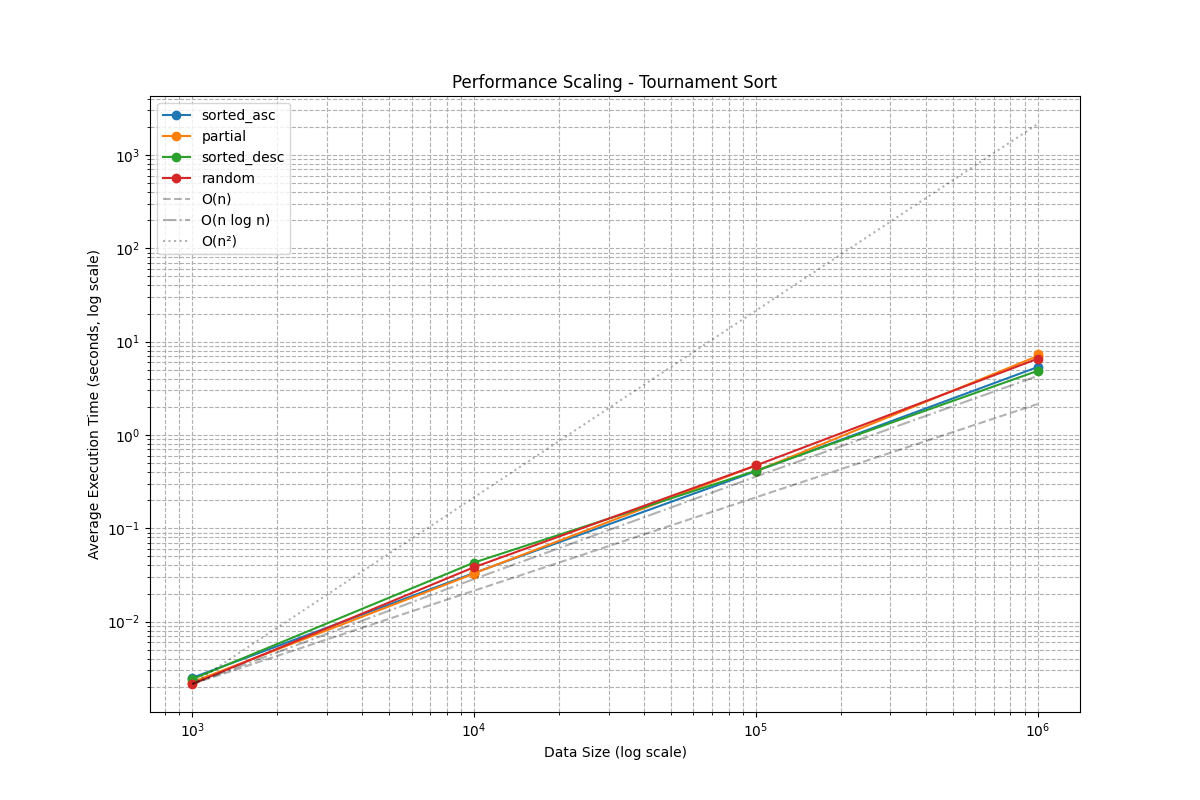 Performance Scaling - Tournament Sort
sorted_asc
partial
sorted_desc
random
O(n)
O(n log n)
O(n²)
10³
10²
10¹
10⁰
10⁻¹
10⁻²
Average Execution Time (seconds, log scale)
10³
10⁴
10⁵
10⁶
Data Size (log scale)